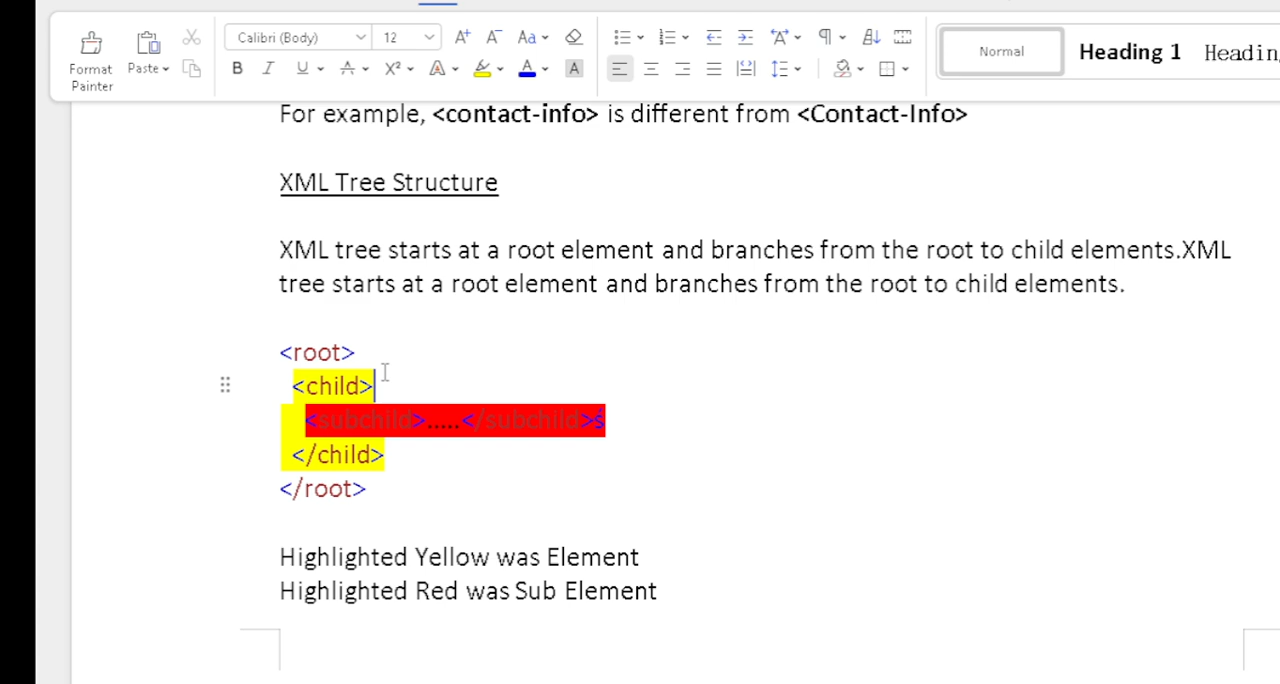 Calibri (Body) 12
Format Painter
Paste
Normal
Heading 1
Headin
For example, <contact-info> is different from <Contact-Info>
XML Tree Structure
XML tree starts at a root element and branches from the root to child elements.XML
tree starts at a root element and branches from the root to child elements.
<root>
<child>
<subchild>.....</subchild>ś
</child>
</root>
Highlighted Yellow was Element
Highlighted Red was Sub Element